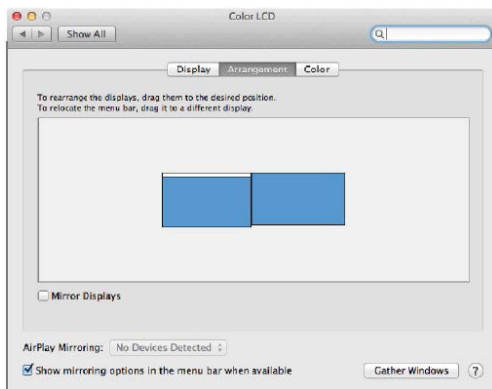 Color LCD
Show All
Display Arrangement Color
To rearrange the displays, drag them to the desired position.
To relocate the menu bar, drag it to a different display.
Mirror Displays
AirPlay Mirroring: No Devices Detected
Show mirroring options in the menu bar when available
Gather Windows ?